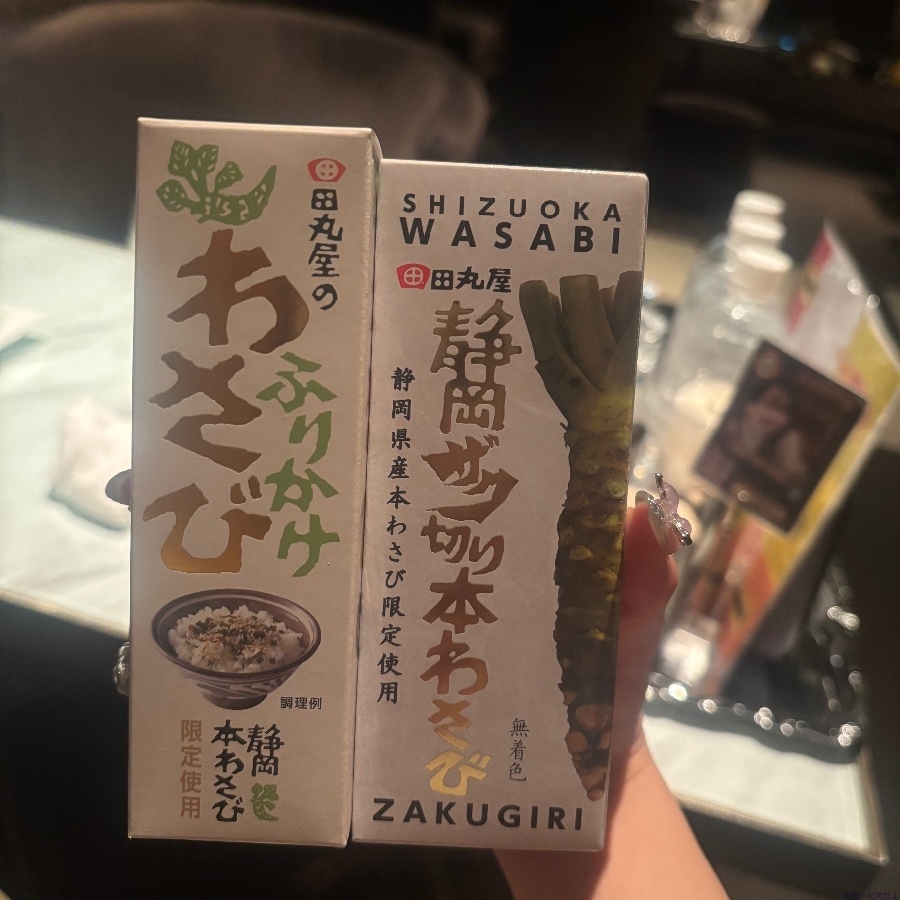 田丸屋の
わさび
ふりかけ
調理例
静岡
本わさび
限定使用
SHIZUOKA
WASABI
田丸屋
静岡ザク切り本わさび
静岡県産本わさび限定使用
無着色
ZAKUGIRI